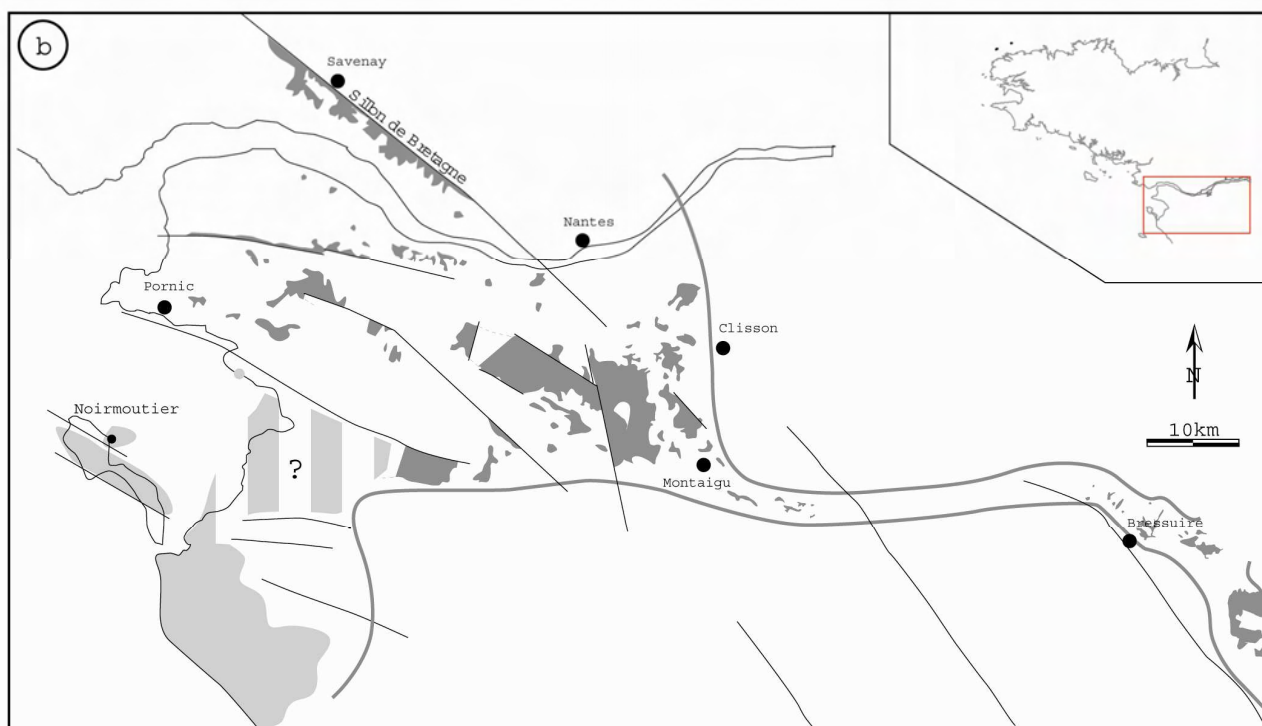 b
Savenay
Sillon de Bretagne
Nantes
Pornic
Clisson
N
Noirmoutier
10km
?
Montaigu
Bressuire